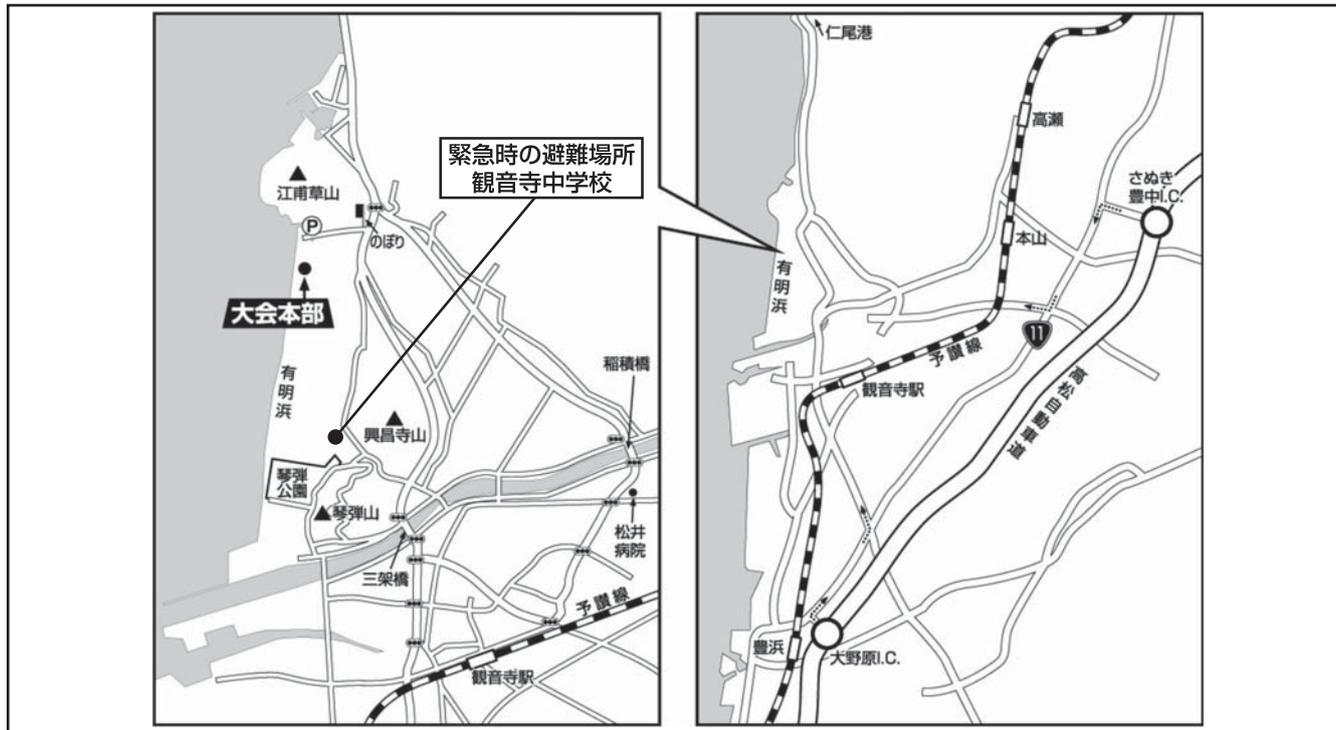 緊急時の避難場所
観音寺中学校
江甫草山
P
のぼり
大会本部
有明浜
稲積橋
興昌寺山
琴弾
公園
琴弾山
松井
病院
三架橋
予讃線
観音寺駅
仁尾港
高瀬
さぬき
豊中I.C.
本山
有明浜
11
予讃線
観音寺駅
高松自動車道
豊浜
大野原I.C.